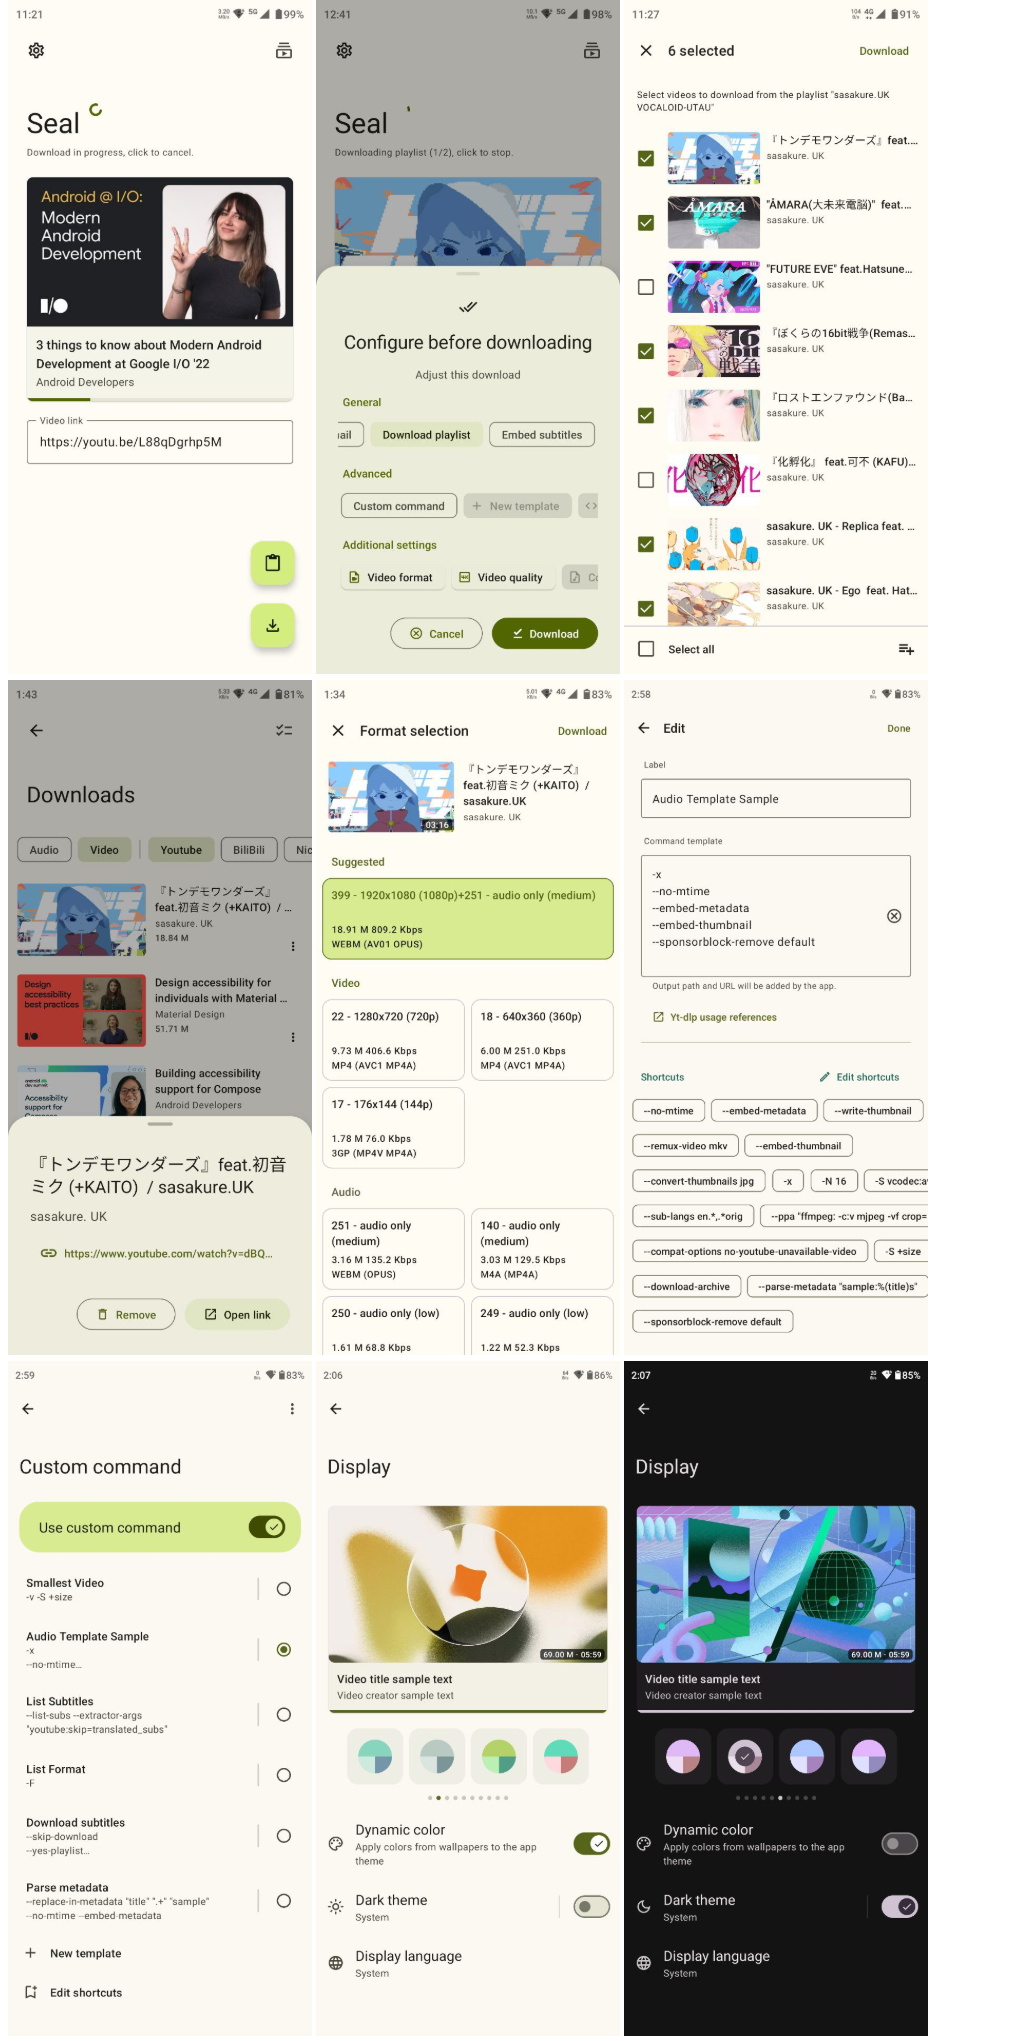 11:21
3.20
5G
99%
Seal
Download in progress, click to cancel.
Android @ I/O:
Modern
Android
Development
I/O
3 things to know about Modern Android
Development at Google I/O '22
Android Developers
Video link
https://youtu.be/L88qDgrhp5M
12:41
10.1
5G
98%
Seal
Downloading playlist (1/2), click to stop.
Configure before downloading
Adjust this download
General
ail
Download playlist
Embed subtitles
Advanced
Custom command
New template
Additional settings
Video format
Video quality
Co
Cancel
Download
11:27
104
4G
91%
6 selected
Download
Select videos to download from the playlist "sasakure.UK
VOCALOID-UTAU"
『トンデモワンダーズ』feat....
sasakure. UK
ÅMARA
"ÅMARA(大未来電脳)" feat....
sasakure. UK
"FUTURE EVE" feat.Hatsune...
sasakure. UK
16
bit
戦争
『ぼくらの16bit戦争(Remas...
sasakure. UK
『ロストエンファウンド(Ba...
sasakure. UK
『化孵化』 feat.可不 (KAFU)...
sasakure. UK
sasakure. UK - Replica feat. ...
sasakure. UK
sasakure. UK - Ego feat. Hat...
sasakure. UK
Select all
1:43
5.33
4G
81%
Downloads
Audio
Video
Youtube
BiliBili
Nic
『トンデモワンダーズ』
feat.初音ミク (+KAITO) / ...
sasakure. UK
18.84 M
Design
accessibility
best practices
I/O
Design accessibility for
individuals with Material ...
Material Design
51.71 M
Accessibility
support for
Building accessibility
support for Compose
Android Developers
『トンデモワンダーズ』feat.初音
ミク (+KAITO) / sasakure.UK
sasakure. UK
https://www.youtube.com/watch?v=dBQ...
Remove
Open link
1:34
5.01
4G
83%
Format selection
Download
03:16
『トンデモワンダーズ』
feat.初音ミク (+KAITO) /
sasakure.UK
sasakure. UK
Suggested
399 - 1920x1080 (1080p)+251 - audio only (medium)
18.91 M 809.2 Kbps
WEBM (AV01 OPUS)
Video
22 - 1280x720 (720p)
9.73 M 406.6 Kbps
MP4 (AVC1 MP4A)
18 - 640x360 (360p)
6.00 M 251.0 Kbps
MP4 (AVC1 MP4A)
17 - 176x144 (144p)
1.78 M 76.0 Kbps
3GP (MP4V MP4A)
Audio
251 - audio only
(medium)
3.16 M 135.2 Kbps
WEBM (OPUS)
140 - audio only
(medium)
3.03 M 129.5 Kbps
M4A (MP4A)
250 - audio only (low)
1.61 M 68.8 Kbps
249 - audio only (low)
1.22 M 52.3 Kbps
2:58
83%
Edit
Done
Label
Audio Template Sample
Command template
-x
--no-mtime
--embed-metadata
--embed-thumbnail
--sponsorblock-remove default
Output path and URL will be added by the app.
Yt-dlp usage references
Shortcuts
Edit shortcuts
--no-mtime
--embed-metadata
--write-thumbnail
--remux-video mkv
--embed-thumbnail
--convert-thumbnails jpg
-x
-N 16
-S vcodec:av
--sub-langs en.*,.*orig
--ppa "ffmpeg: -c:v mjpeg -vf crop=
--compat-options no-youtube-unavailable-video
-S +size
--download-archive
--parse-metadata "sample:%(title)s"
--sponsorblock-remove default
2:59
83%
Custom command
Use custom command
Smallest Video
-v -S +size
Audio Template Sample
-x
--no-mtime...
List Subtitles
--list-subs --extractor-args
"youtube:skip=translated_subs"
List Format
-F
Download subtitles
--skip-download
--yes-playlist...
Parse metadata
--replace-in-metadata "title" ".+" "sample"
--no-mtime --embed-metadata
New template
Edit shortcuts
2:06
86%
Display
69.00 M · 05:59
Video title sample text
Video creator sample text
Dynamic color
Apply colors from wallpapers to the app
theme
Dark theme
System
Display language
System
2:07
85%
Display
69.00 M · 05:59
Video title sample text
Video creator sample text
Dynamic color
Apply colors from wallpapers to the app
theme
Dark theme
System
Display language
System